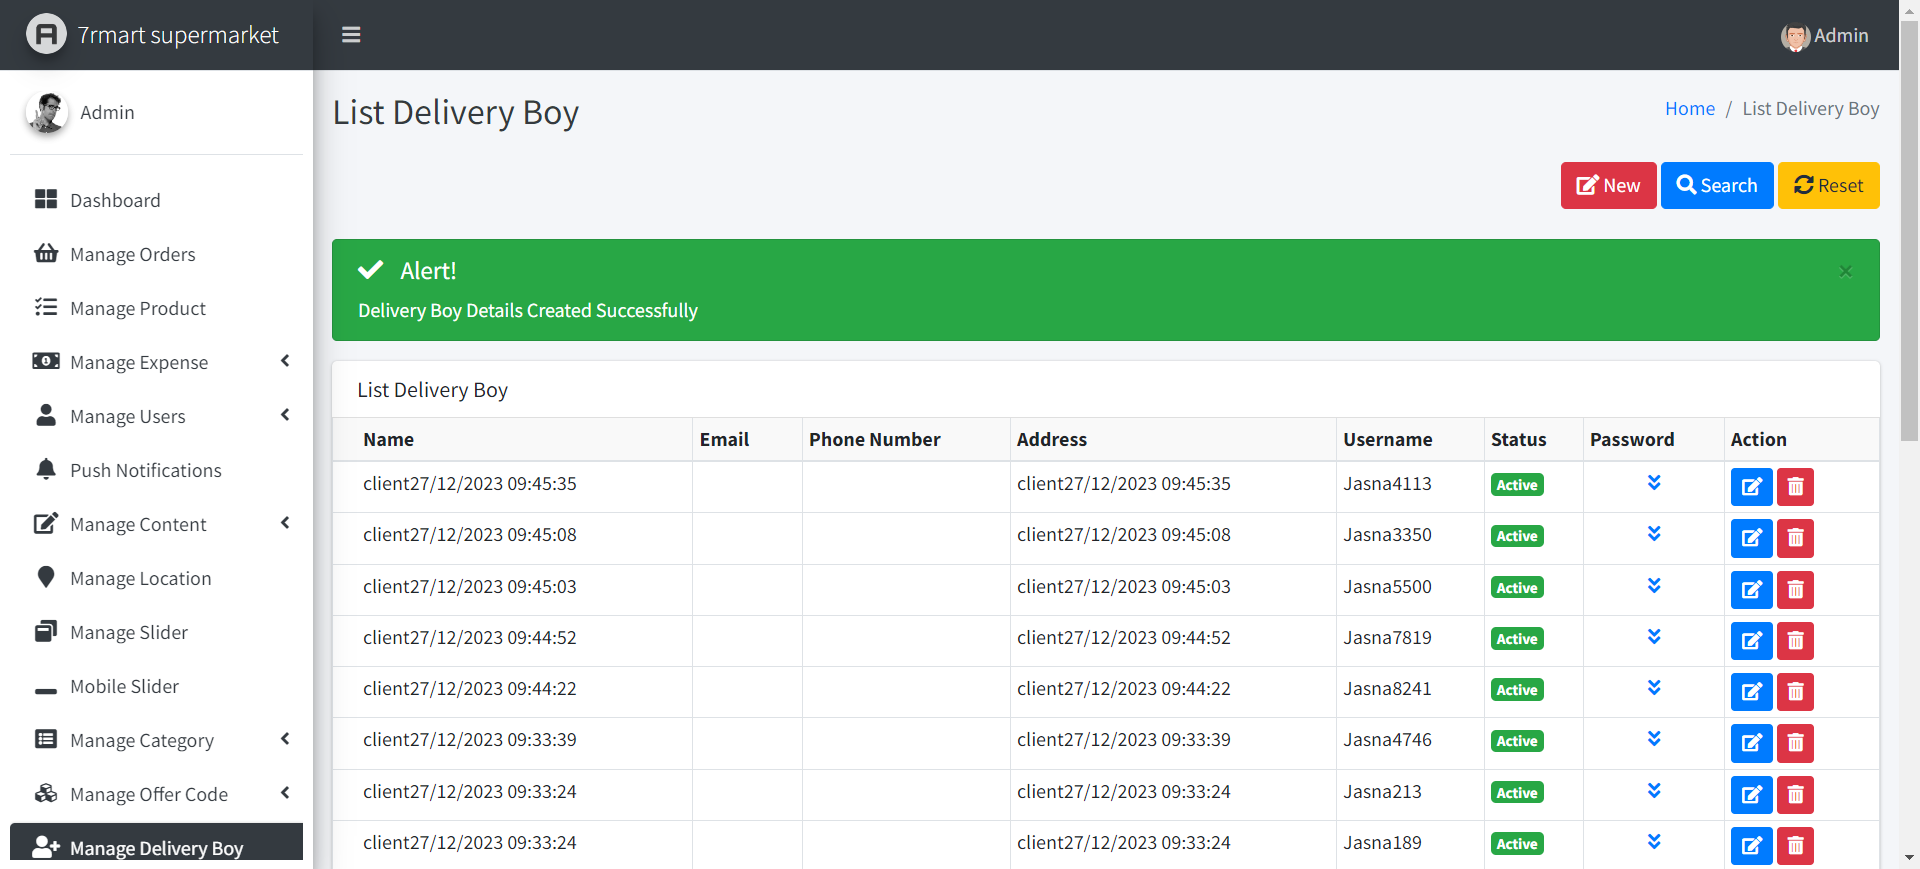 7rmart supermarket
Admin
Admin
Dashboard
Manage Orders
Manage Product
Manage Expense
Manage Users
Push Notifications
Manage Content
Manage Location
Manage Slider
Mobile Slider
Manage Category
Manage Offer Code
Manage Delivery Boy
List Delivery Boy
Home / List Delivery Boy
New Search Reset
Alert! ×
Delivery Boy Details Created Successfully
List Delivery Boy
Name Email Phone Number Address Username Status Password Action
client27/12/2023 09:45:35 client27/12/2023 09:45:35 Jasna4113 Active
client27/12/2023 09:45:08 client27/12/2023 09:45:08 Jasna3350 Active
client27/12/2023 09:45:03 client27/12/2023 09:45:03 Jasna5500 Active
client27/12/2023 09:44:52 client27/12/2023 09:44:52 Jasna7819 Active
client27/12/2023 09:44:22 client27/12/2023 09:44:22 Jasna8241 Active
client27/12/2023 09:33:39 client27/12/2023 09:33:39 Jasna4746 Active
client27/12/2023 09:33:24 client27/12/2023 09:33:24 Jasna213 Active
client27/12/2023 09:33:24 client27/12/2023 09:33:24 Jasna189 Active